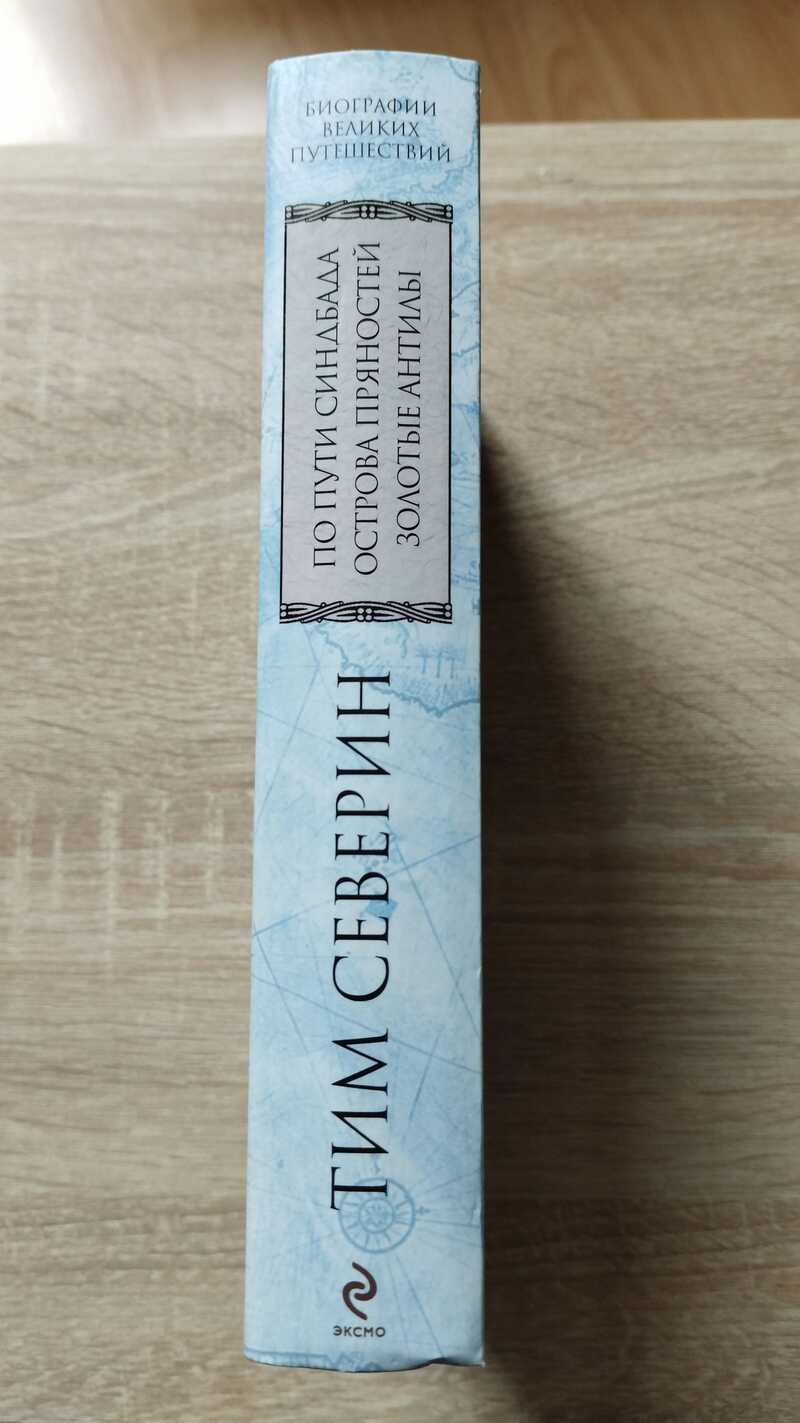 БИОГРАФИИ
ВЕЛИКИХ
ПУТЕШЕСТВИЙ
ПО ПУТИ СИНДБАДА
ОСТРОВА ПРЯНОСТЕЙ
ЗОЛОТЫЕ АНТИЛЫ
ТИМ СЕВЕРИН
ЭКСМО